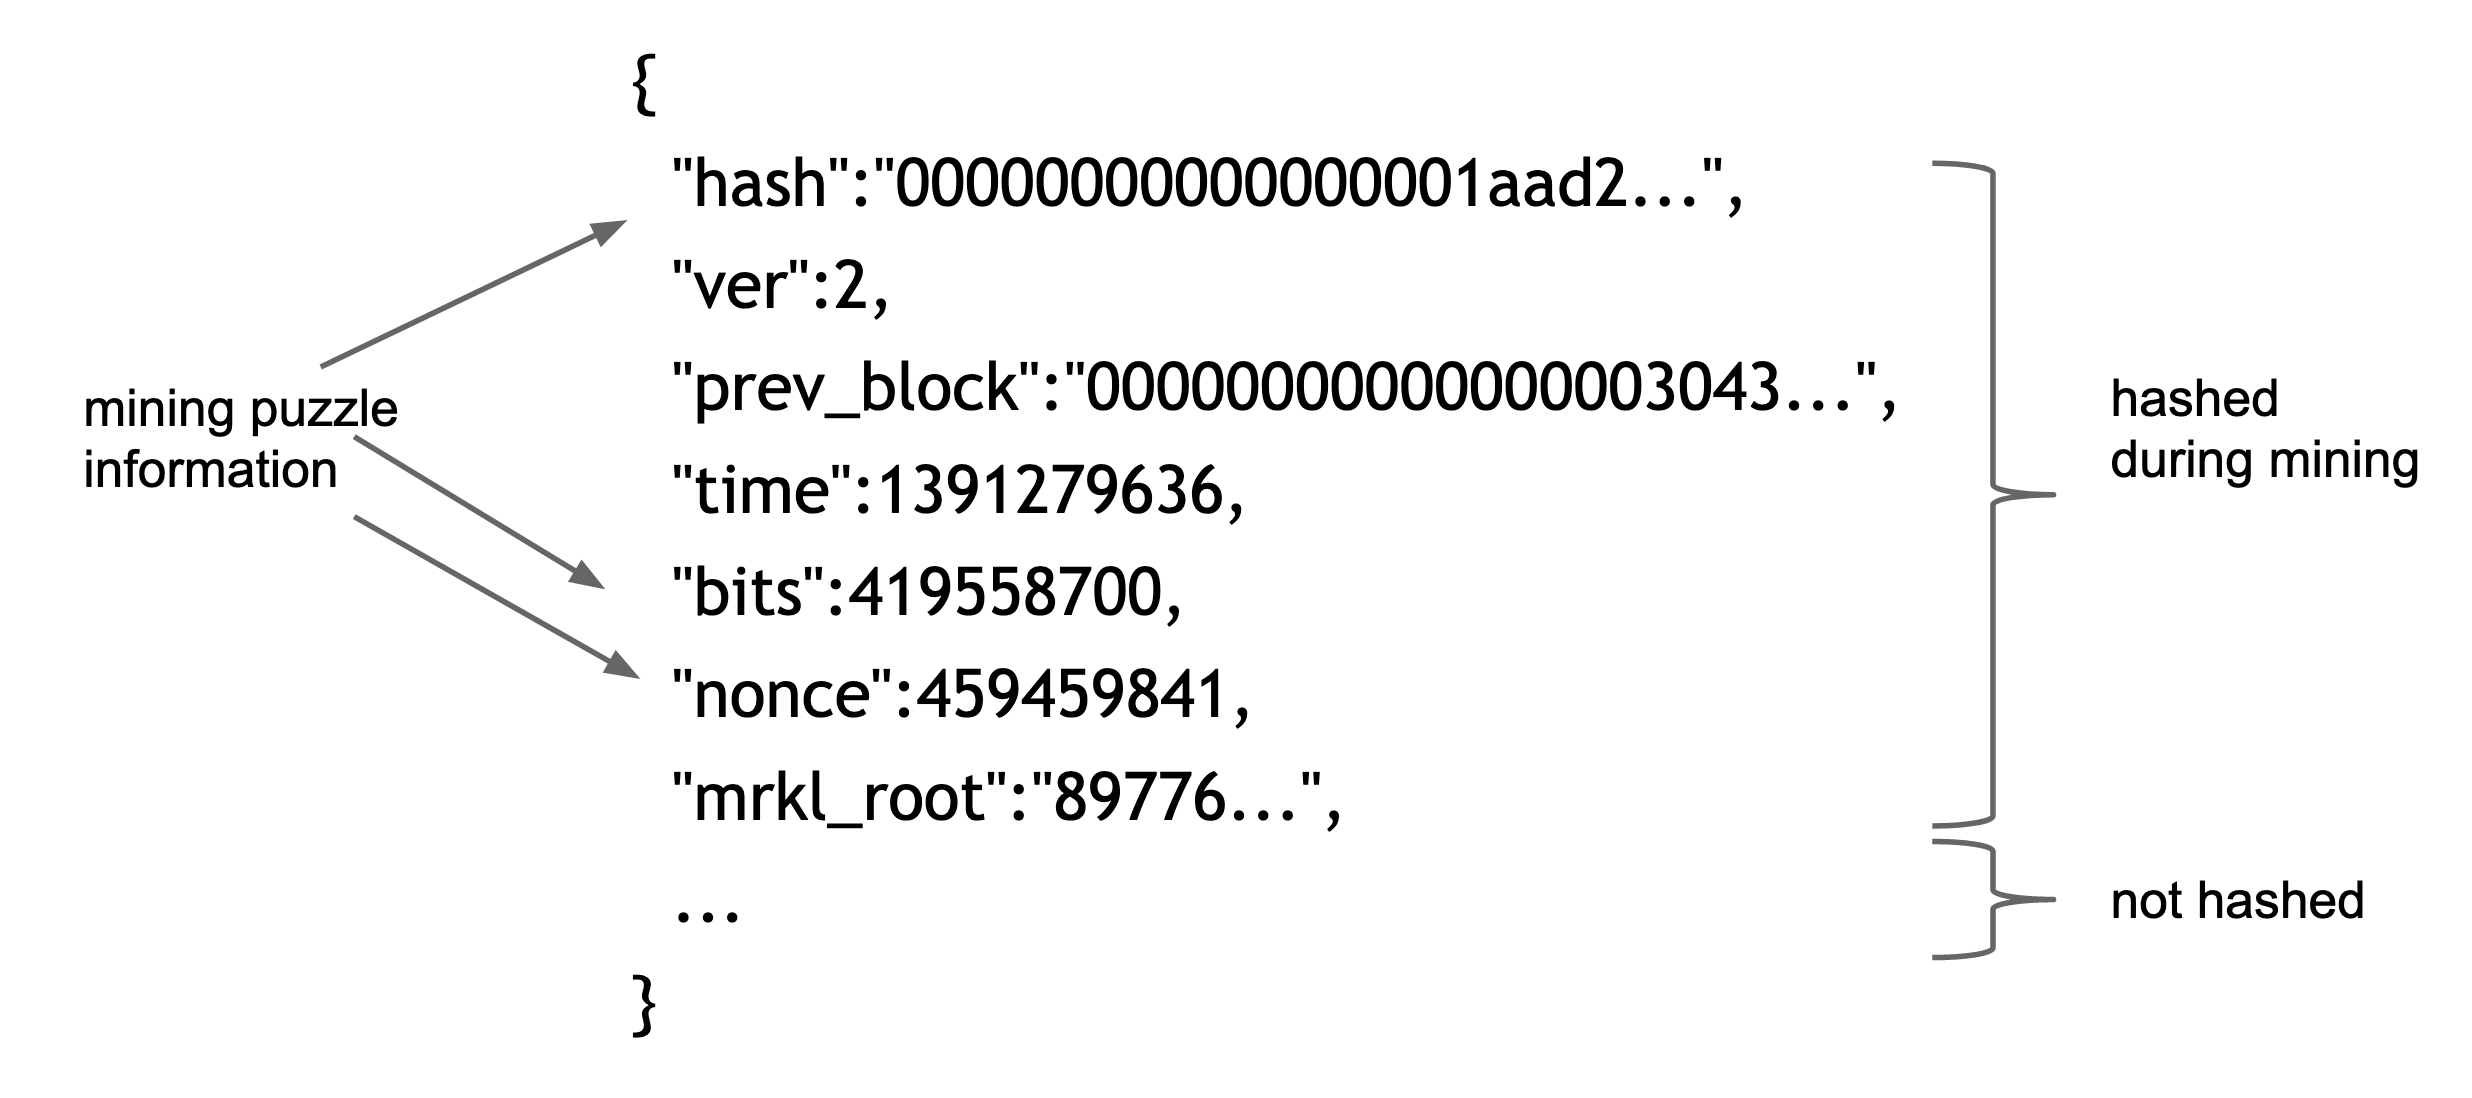 {
"hash":"00000000000000001aad2...",
"ver":2,
"prev_block":"00000000000000003043...",
"time":1391279636,
"bits":419558700,
"nonce":459459841,
"mrkl_root":"89776...",
...
}
mining puzzle
information
hashed
during mining
not hashed